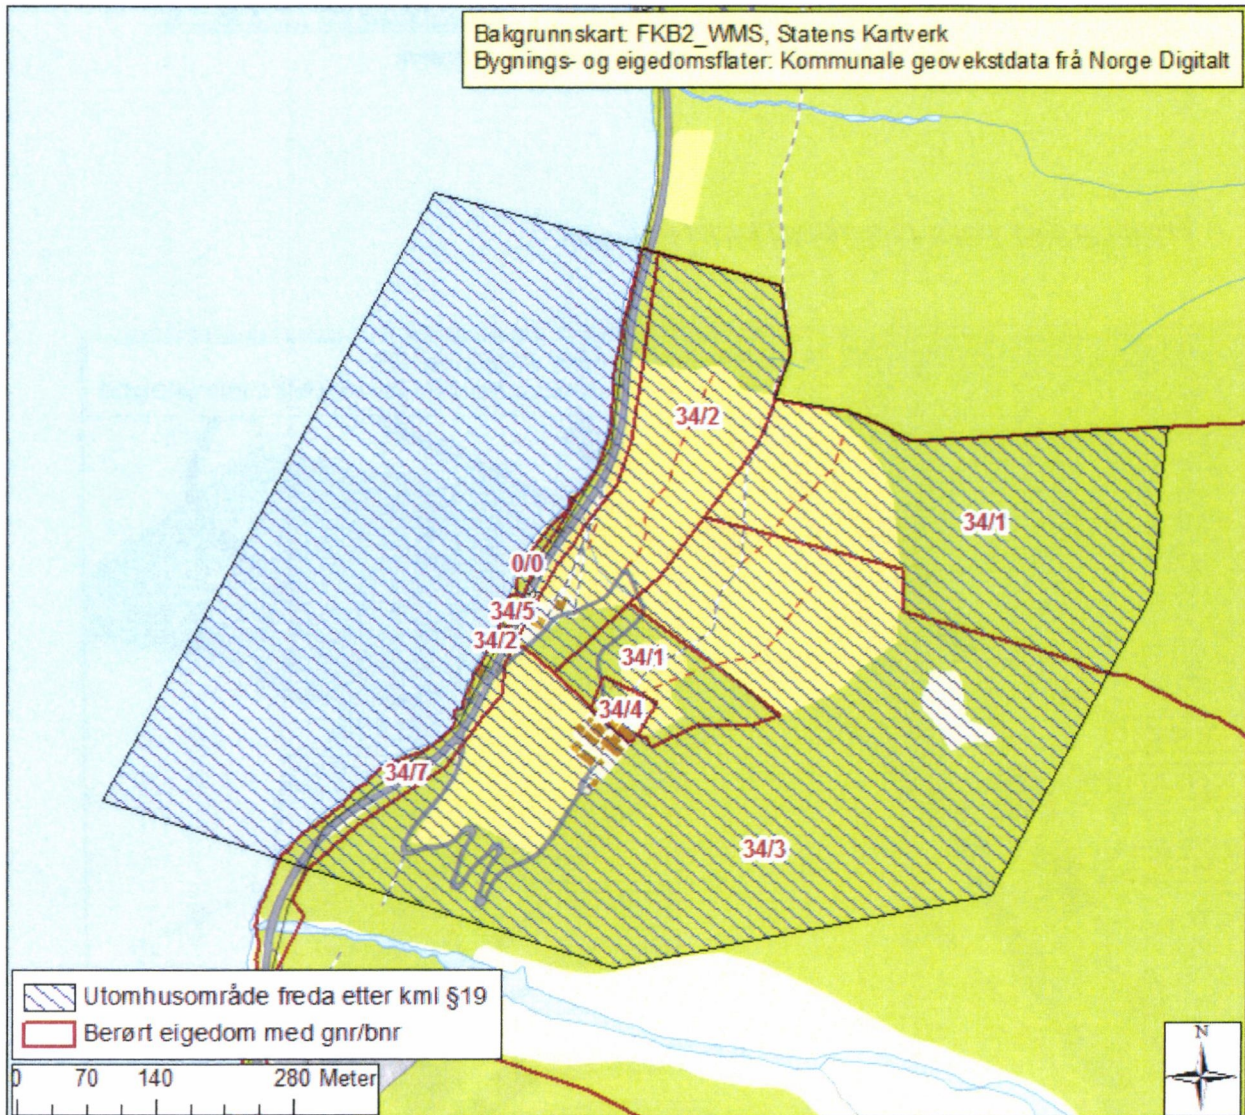 Bakgrunnskart: FKB2_WMS, Statens Kartverk
Bygnings- og eigedomsflater: Kommunale geovekstdata frå Norge Digitalt
34/2
34/1
0/0
34/5
34/2
34/1
34/4
34/7
34/3
Utomhusområde freda etter kml §19
Berørt eigedom med gnr/bnr
0 70 140 280 Meter
N